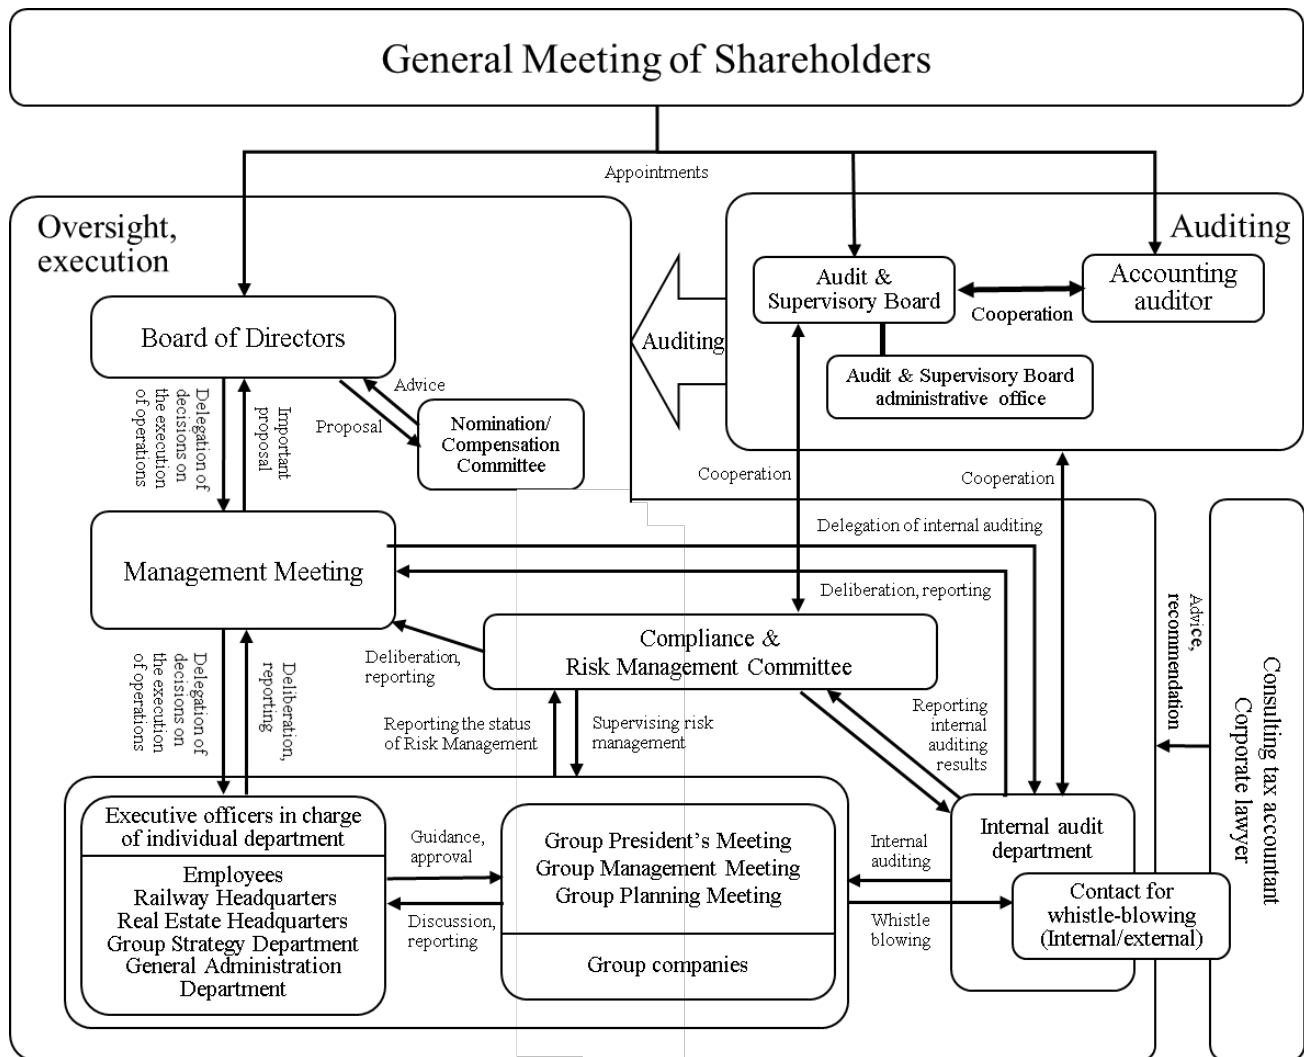 General Meeting of Shareholders
Appointments
Oversight,
execution
Auditing
Board of Directors
Audit &
Supervisory Board
Cooperation
Accounting
auditor
Auditing
Audit & Supervisory Board
administrative office
Delegation of
decisions on
the execution
of operations
Important
proposal
Advice
Proposal
Nomination/
Compensation
Committee
Cooperation
Cooperation
Management Meeting
Delegation of internal auditing
Deliberation, reporting
Advice,
recommendation
Consulting tax accountant
Corporate lawyer
Compliance &
Risk Management Committee
Deliberation,
reporting
Delegation of
decisions on
the execution
of operations
Deliberation,
reporting
Reporting the status
of Risk Management
Supervising risk
management
Reporting
internal
auditing
results
Executive officers in charge
of individual department
Employees
Railway Headquarters
Real Estate Headquarters
Group Strategy Department
General Administration
Department
Guidance,
approval
Discussion,
reporting
Group President's Meeting
Group Management Meeting
Group Planning Meeting
Group companies
Internal
auditing
Whistle
blowing
Internal audit
department
Contact for
whistle-blowing
(Internal/external)